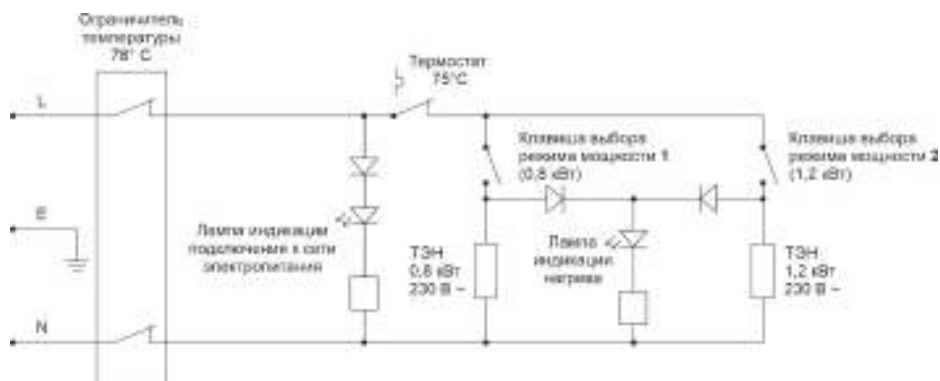 Ограничитель
температуры
78° С
L
N
Термостат
75°С
Клавиша выбора
режима мощности 1
(0,8 кВт)
Клавиша выбора
режима мощности 2
(1,2 кВт)
Лампа индикации
подключения к сети
электропитания
ТЭН
0,8 кВт
230 В ~
Лампа
индикации
нагрева
ТЭН
1,2 кВт
230 В ~